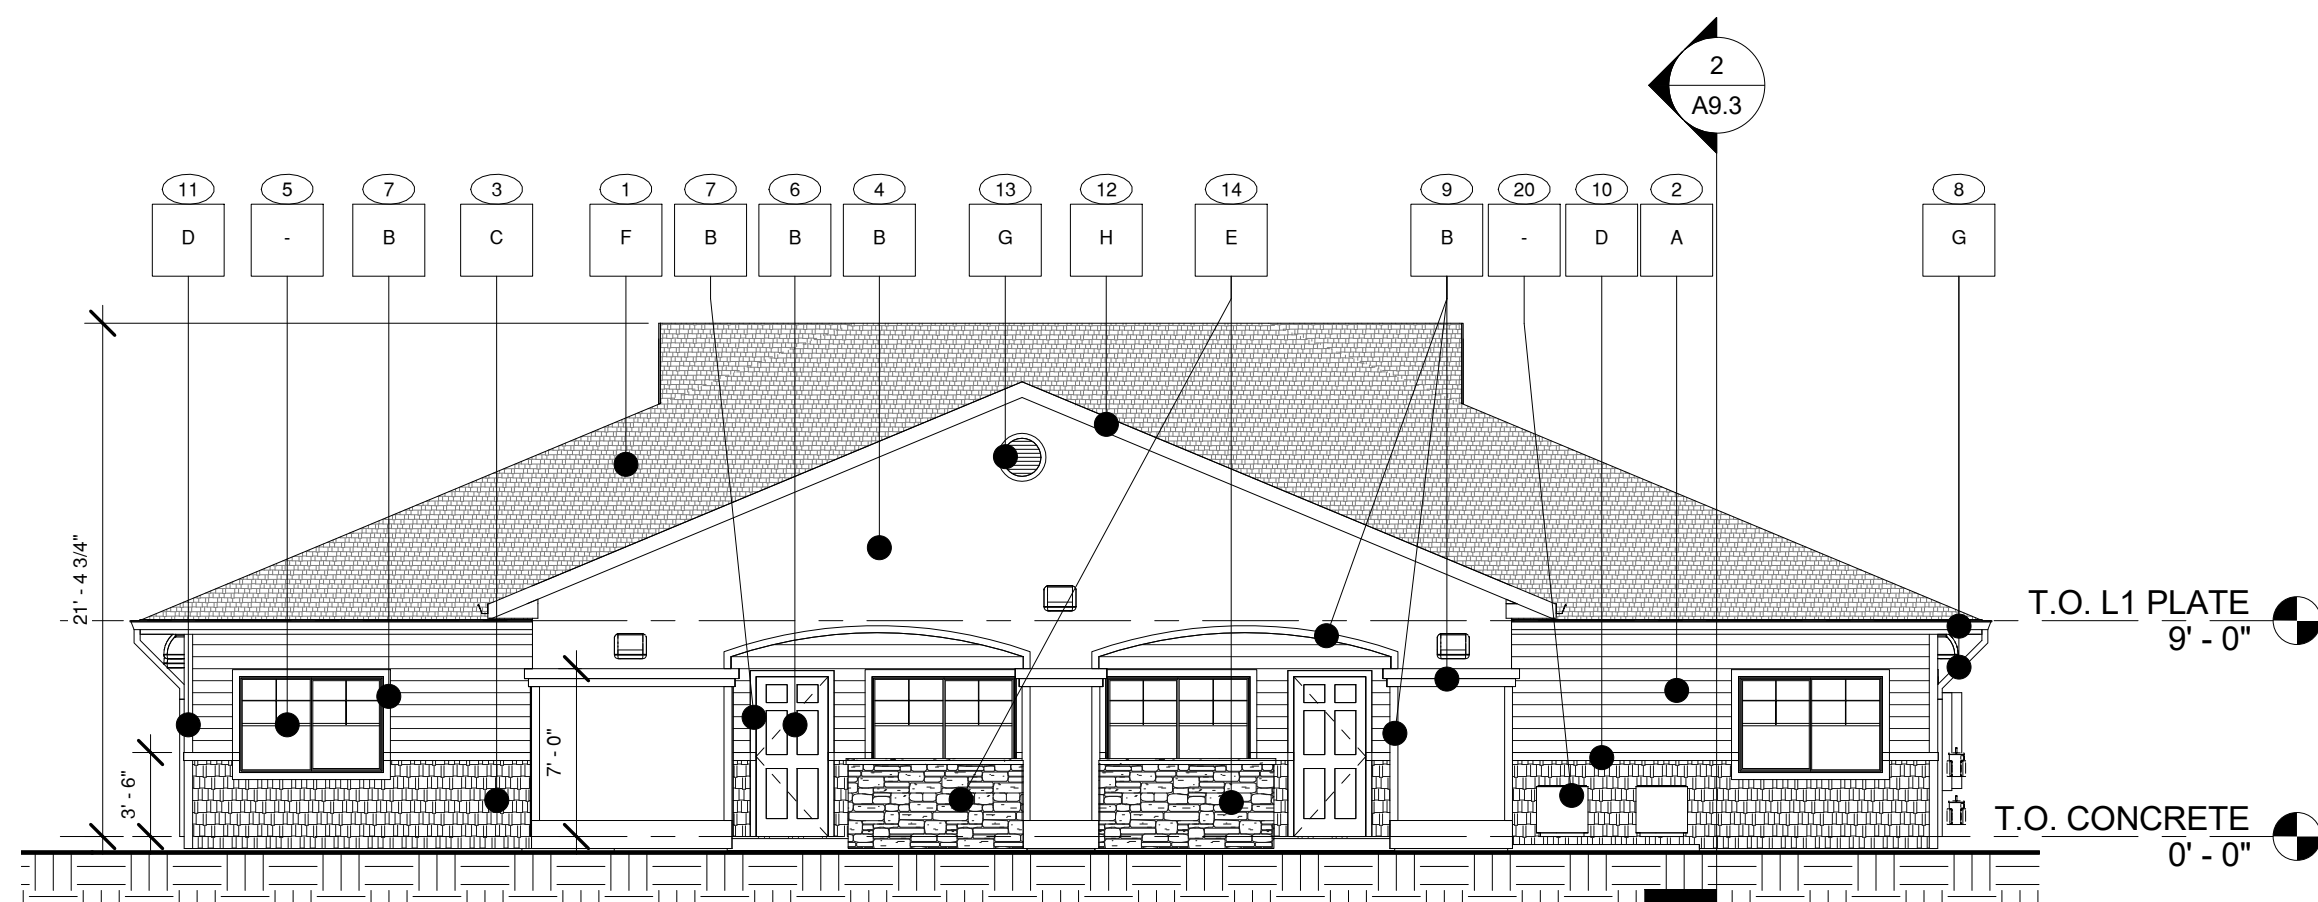 2
A9.3
11 5 7 3 1 7 6 4 13 12 14 9 20 10 2 8
D - B C F B B B G H E B - D A G
21' - 4 3/4"
T.O. L1 PLATE
9' - 0"
7' - 0"
3' - 6"
T.O. CONCRETE
0' - 0"